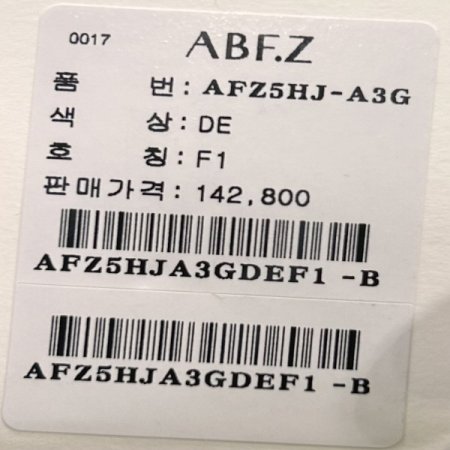 0017 ABF.Z
품 번 : AFZ5HJ-A3G
색 상 : DE
호 칭 : F1
판매가격 : 142,800
AFZ5HJA3GDEF1 -B
AFZ5HJA3GDEF1 -B